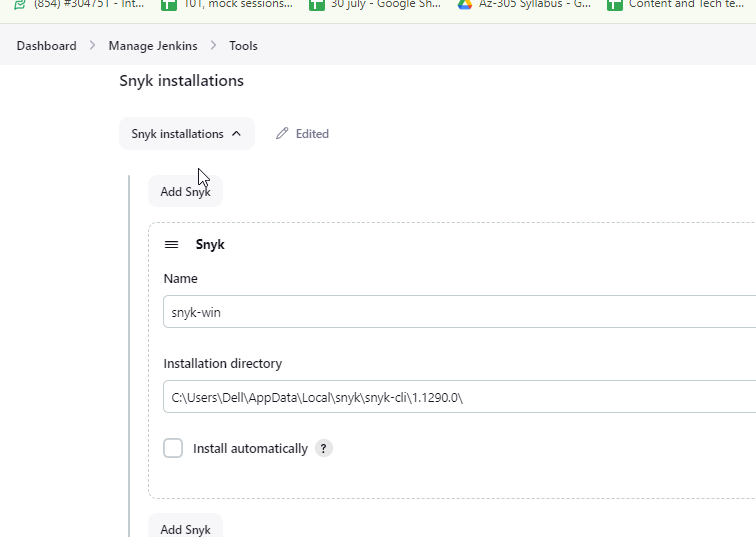 (854) #304751 - Int... 101, mock sessions... 30 july - Google Sh... Az-305 Syllabus - G... Content and Tech te...
Dashboard > Manage Jenkins > Tools
Snyk installations
Snyk installations Edited
Add Snyk
Snyk
Name
snyk-win
Installation directory
C:\Users\Dell\AppData\Local\snyk\snyk-cli\1.1290.0\
Install automatically ?
Add Snyk